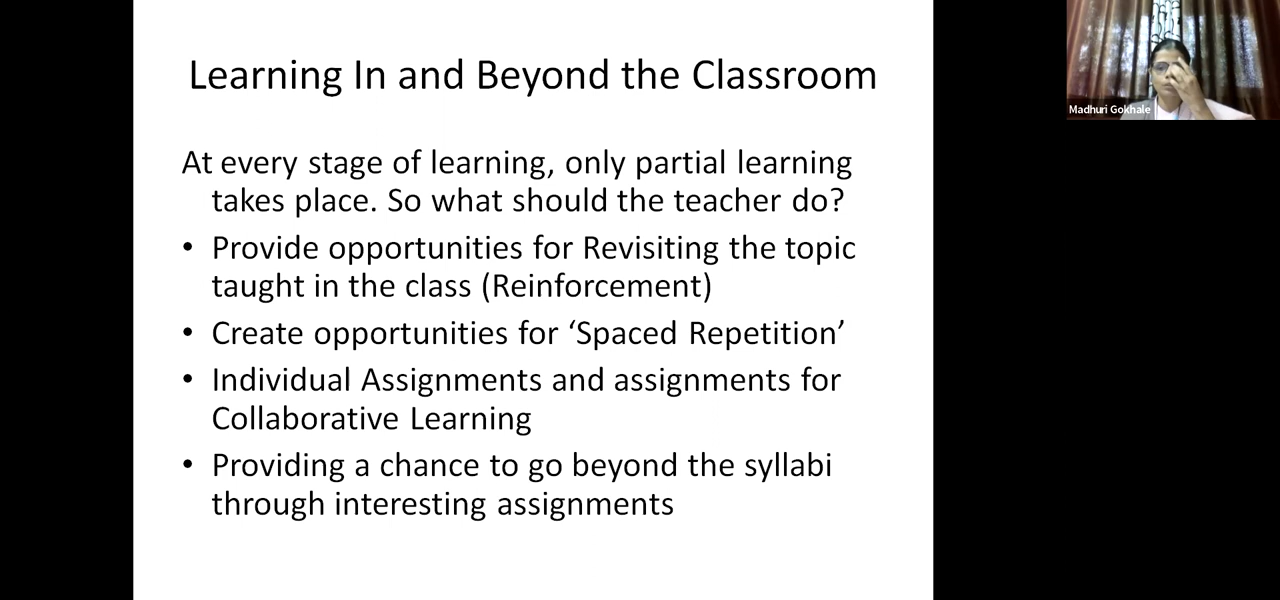 Learning In and Beyond the Classroom
At every stage of learning, only partial learning
takes place. So what should the teacher do?
• Provide opportunities for Revisiting the topic
taught in the class (Reinforcement)
• Create opportunities for ‘Spaced Repetition’
• Individual Assignments and assignments for
Collaborative Learning
• Providing a chance to go beyond the syllabi
through interesting assignments
Madhuri Gokhale